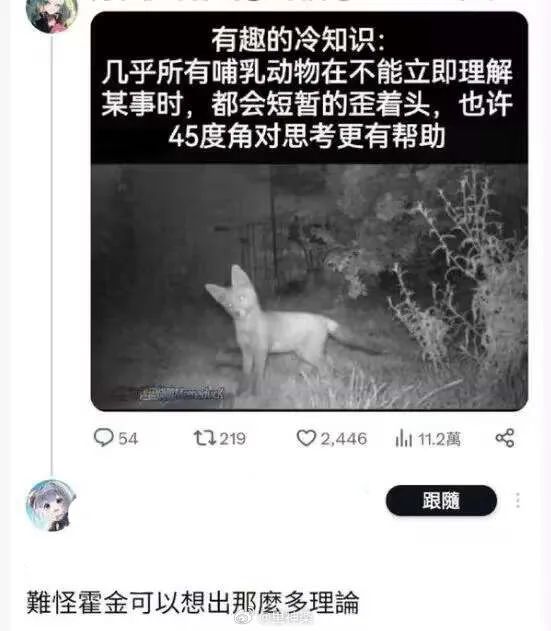 有趣的冷知识:
几乎所有哺乳动物在不能立即理解
某事时，都会短暂的歪着头，也许
45度角对思考更有帮助
54 219 2,446 11.2萬
跟隨
難怪霍金可以想出那麼多理論